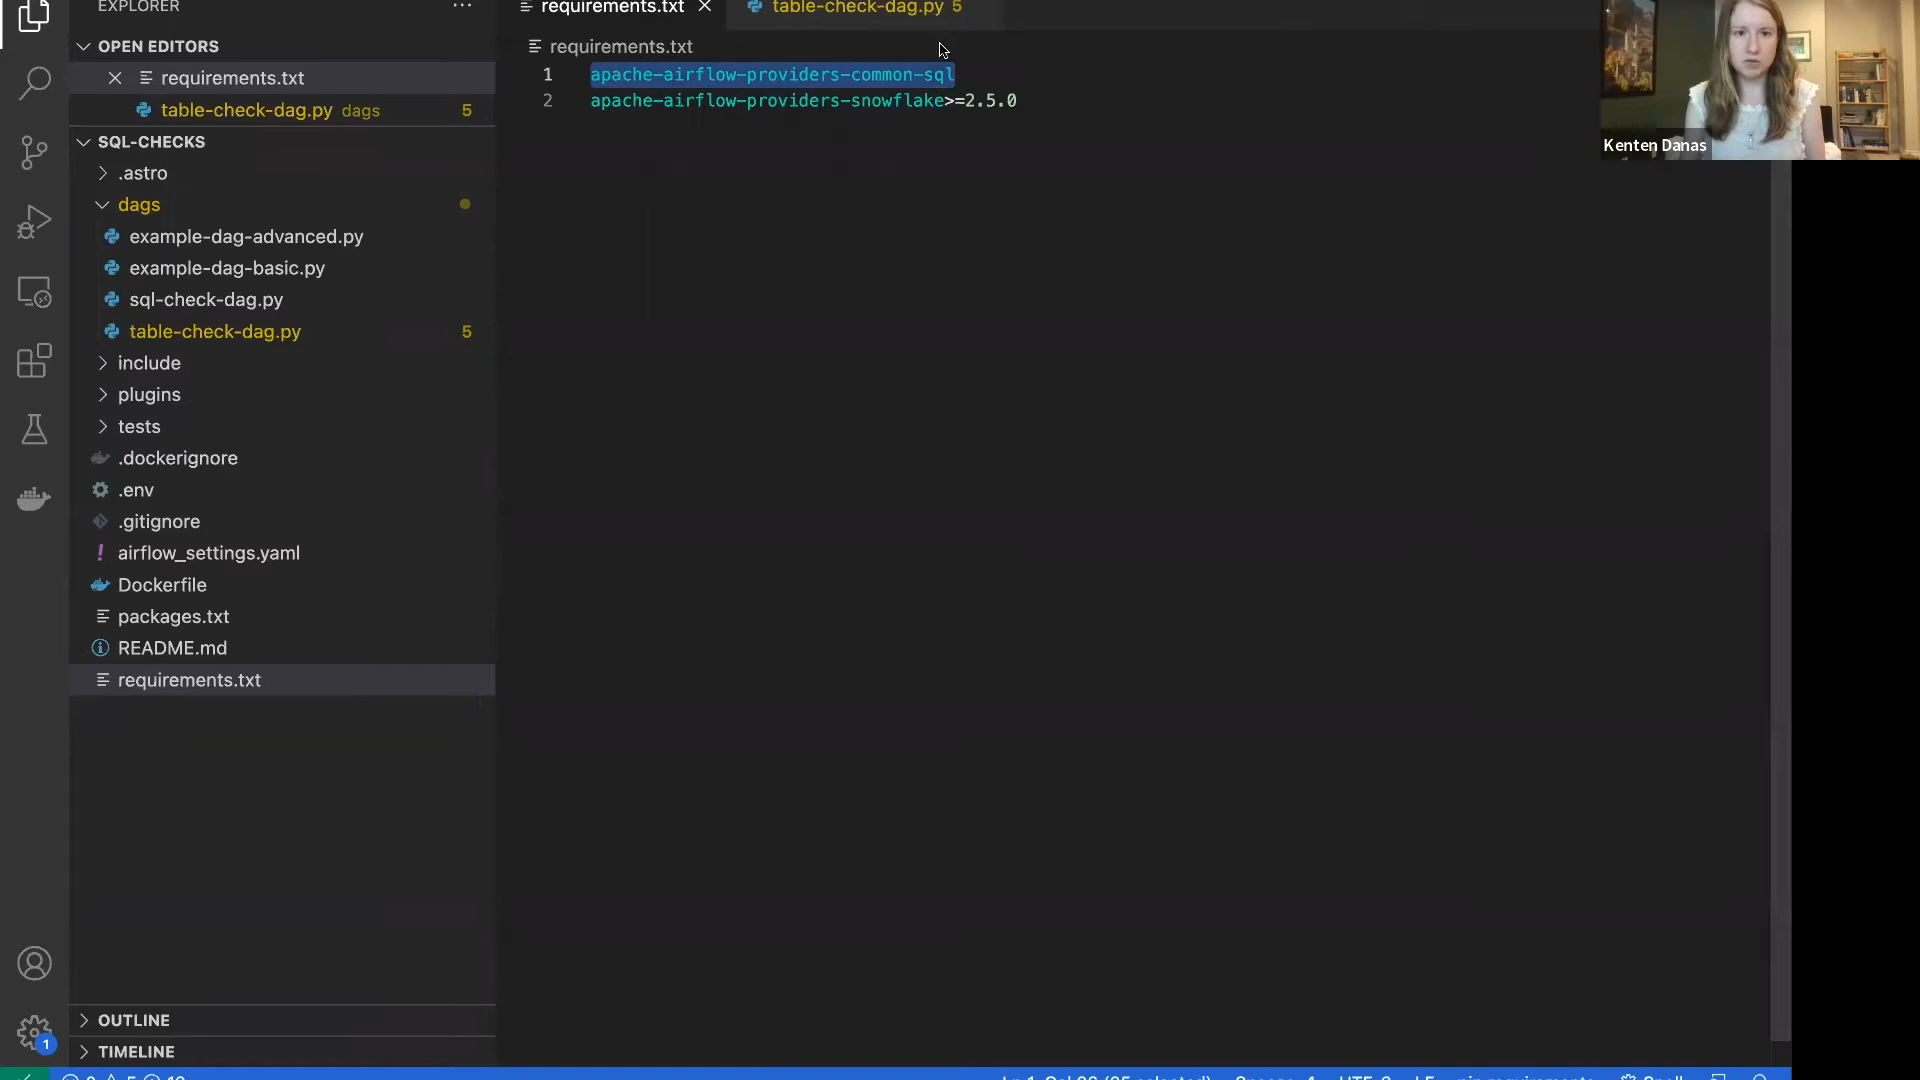 EXPLORER
requirements.txt
table-check-dag.py 5
OPEN EDITORS
requirements.txt
requirements.txt
table-check-dag.py dags 5
1 apache-airflow-providers-common-sql
2 apache-airflow-providers-snowflake>=2.5.0
Kenten Danas
SQL-CHECKS
.astro
dags
example-dag-advanced.py
example-dag-basic.py
sql-check-dag.py
table-check-dag.py 5
include
plugins
tests
.dockerignore
.env
.gitignore
airflow_settings.yaml
Dockerfile
packages.txt
README.md
requirements.txt
1
OUTLINE
TIMELINE